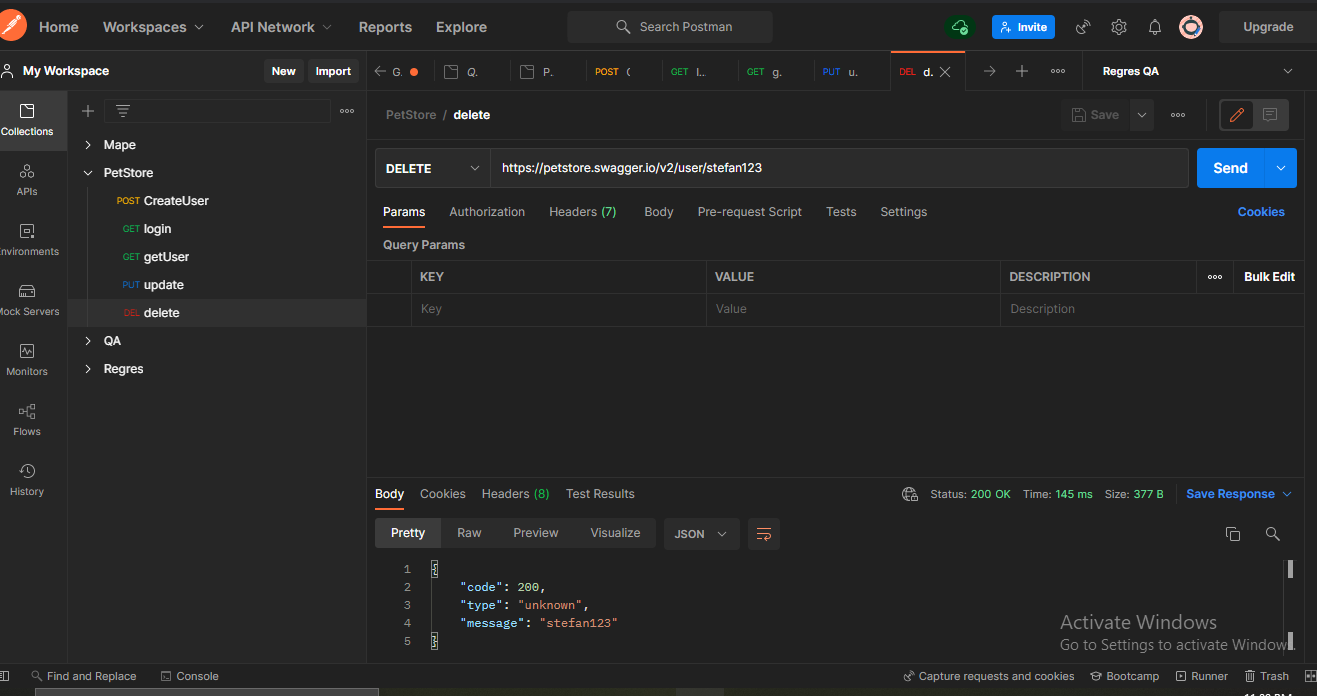 Home Workspaces API Network Reports Explore Search Postman Invite Upgrade
My Workspace New Import G. Q. P. POST GET l.. GET g. PUT u. DEL d. Regres QA
Collections
APIs
nvironments
Mock Servers
Monitors
Flows
History
Mape
PetStore
POST CreateUser
GET login
GET getUser
PUT update
DEL delete
QA
Regres
PetStore / delete Save
DELETE https://petstore.swagger.io/v2/user/stefan123 Send
Params Authorization Headers (7) Body Pre-request Script Tests Settings Cookies
Query Params
KEY VALUE DESCRIPTION Bulk Edit
Key Value Description
Body Cookies Headers (8) Test Results Status: 200 OK Time: 145 ms Size: 377 B Save Response
Pretty Raw Preview Visualize JSON
1 {
2 "code": 200,
3 "type": "unknown",
4 "message": "stefan123"
5 }
Activate Windows
Go to Settings to activate Windows.
Find and Replace Console Capture requests and cookies Bootcamp Runner Trash